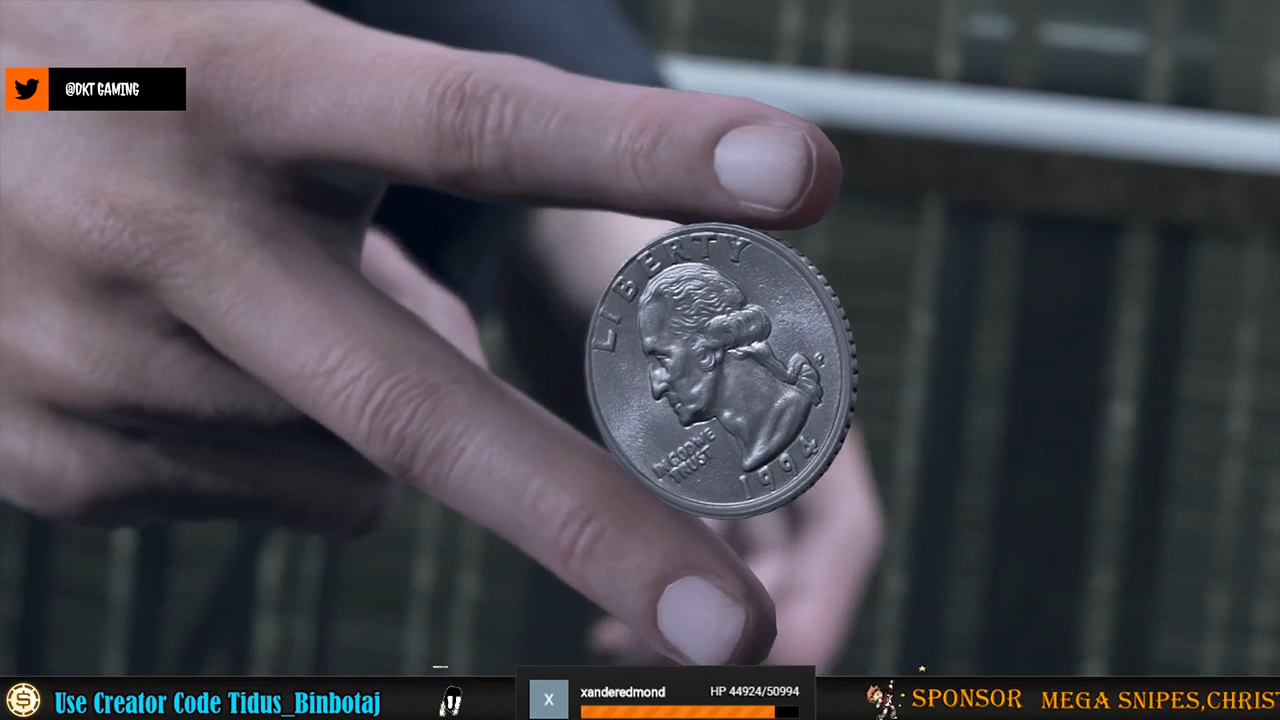 @DKT GAMING
LIBERTY
IN GOD WE
TRUST
1994
Use Creator Code Tidus_Binbotaj
X
xanderedmond
HP 44924/50994
SPONSOR
MEGA SNIPES,CHRIST